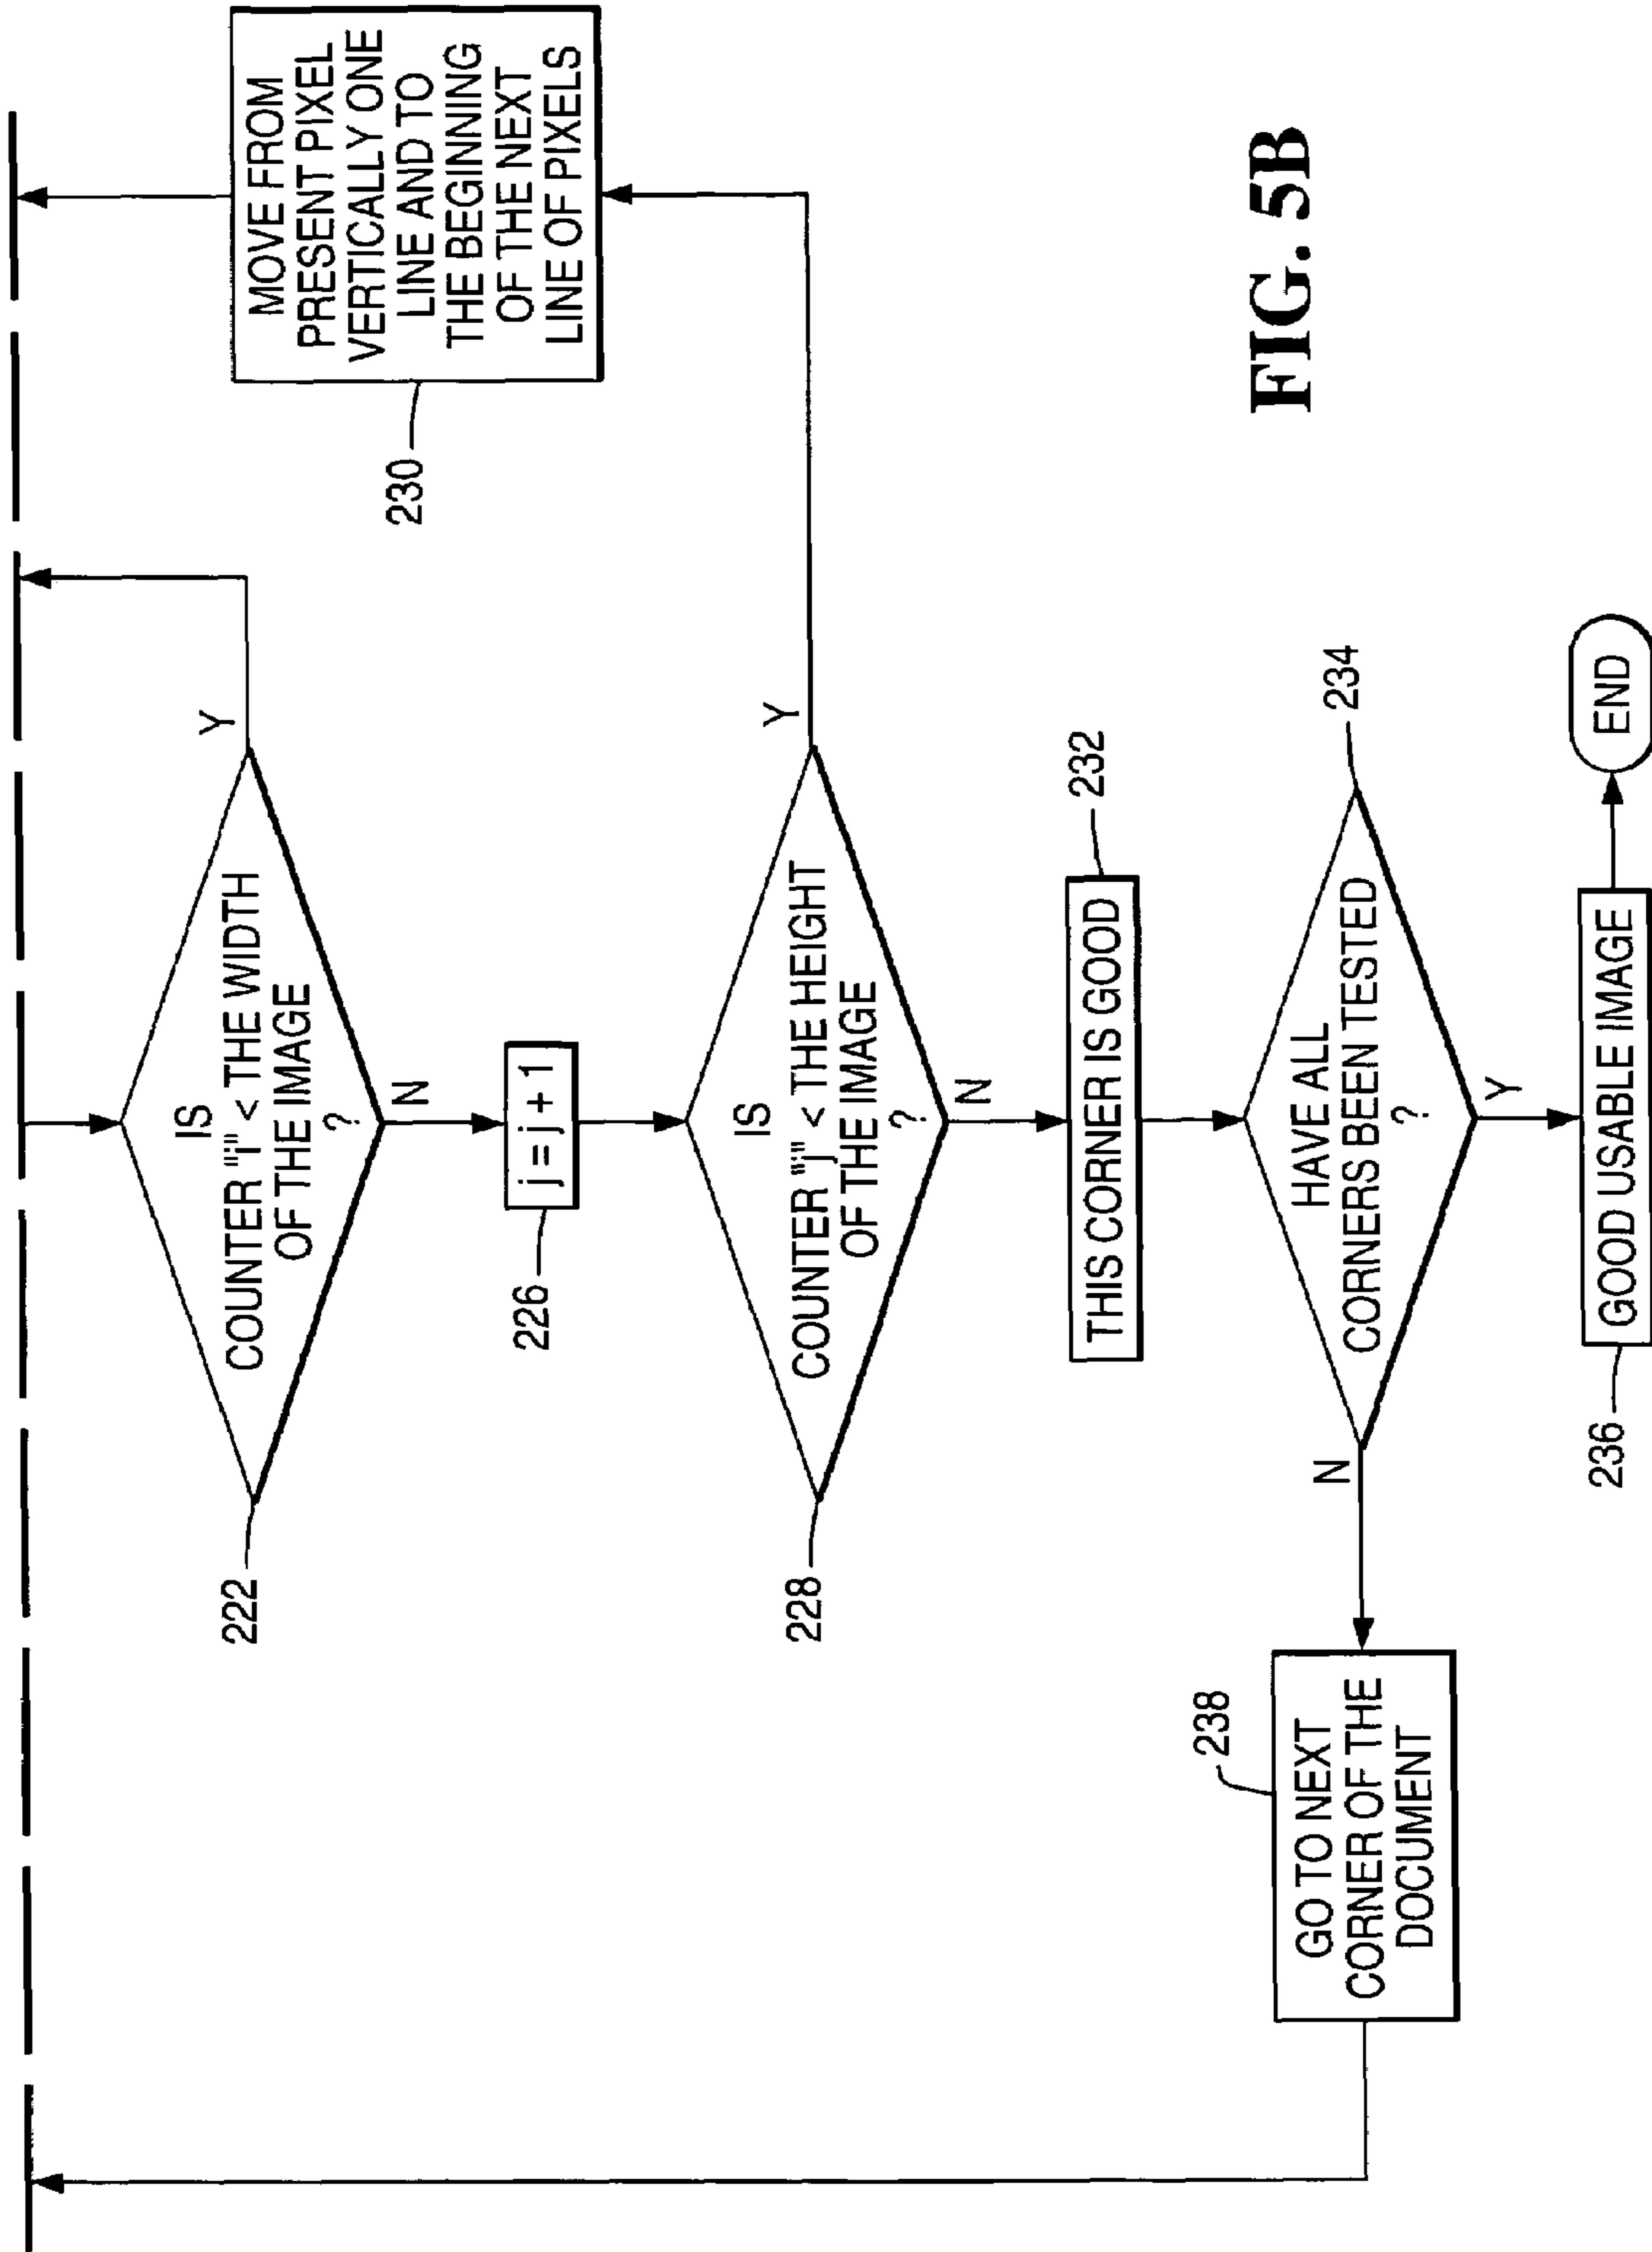 222
IS
COUNTER "i" < THE WIDTH
OF THE IMAGE
?
Y
N
226
j = j + 1
228
IS
COUNTER "j" < THE HEIGHT
OF THE IMAGE
?
Y
N
230
MOVE FROM
PRESENT PIXEL
VERTICALLY ONE
LINE AND TO
THE BEGINNING
OF THE NEXT
LINE OF PIXELS
232
THIS CORNER IS GOOD
234
HAVE ALL
CORNERS BEEN TESTED
?
N
Y
238
GO TO NEXT
CORNER OF THE
DOCUMENT
236
GOOD USABLE IMAGE
END
FIG. 5B